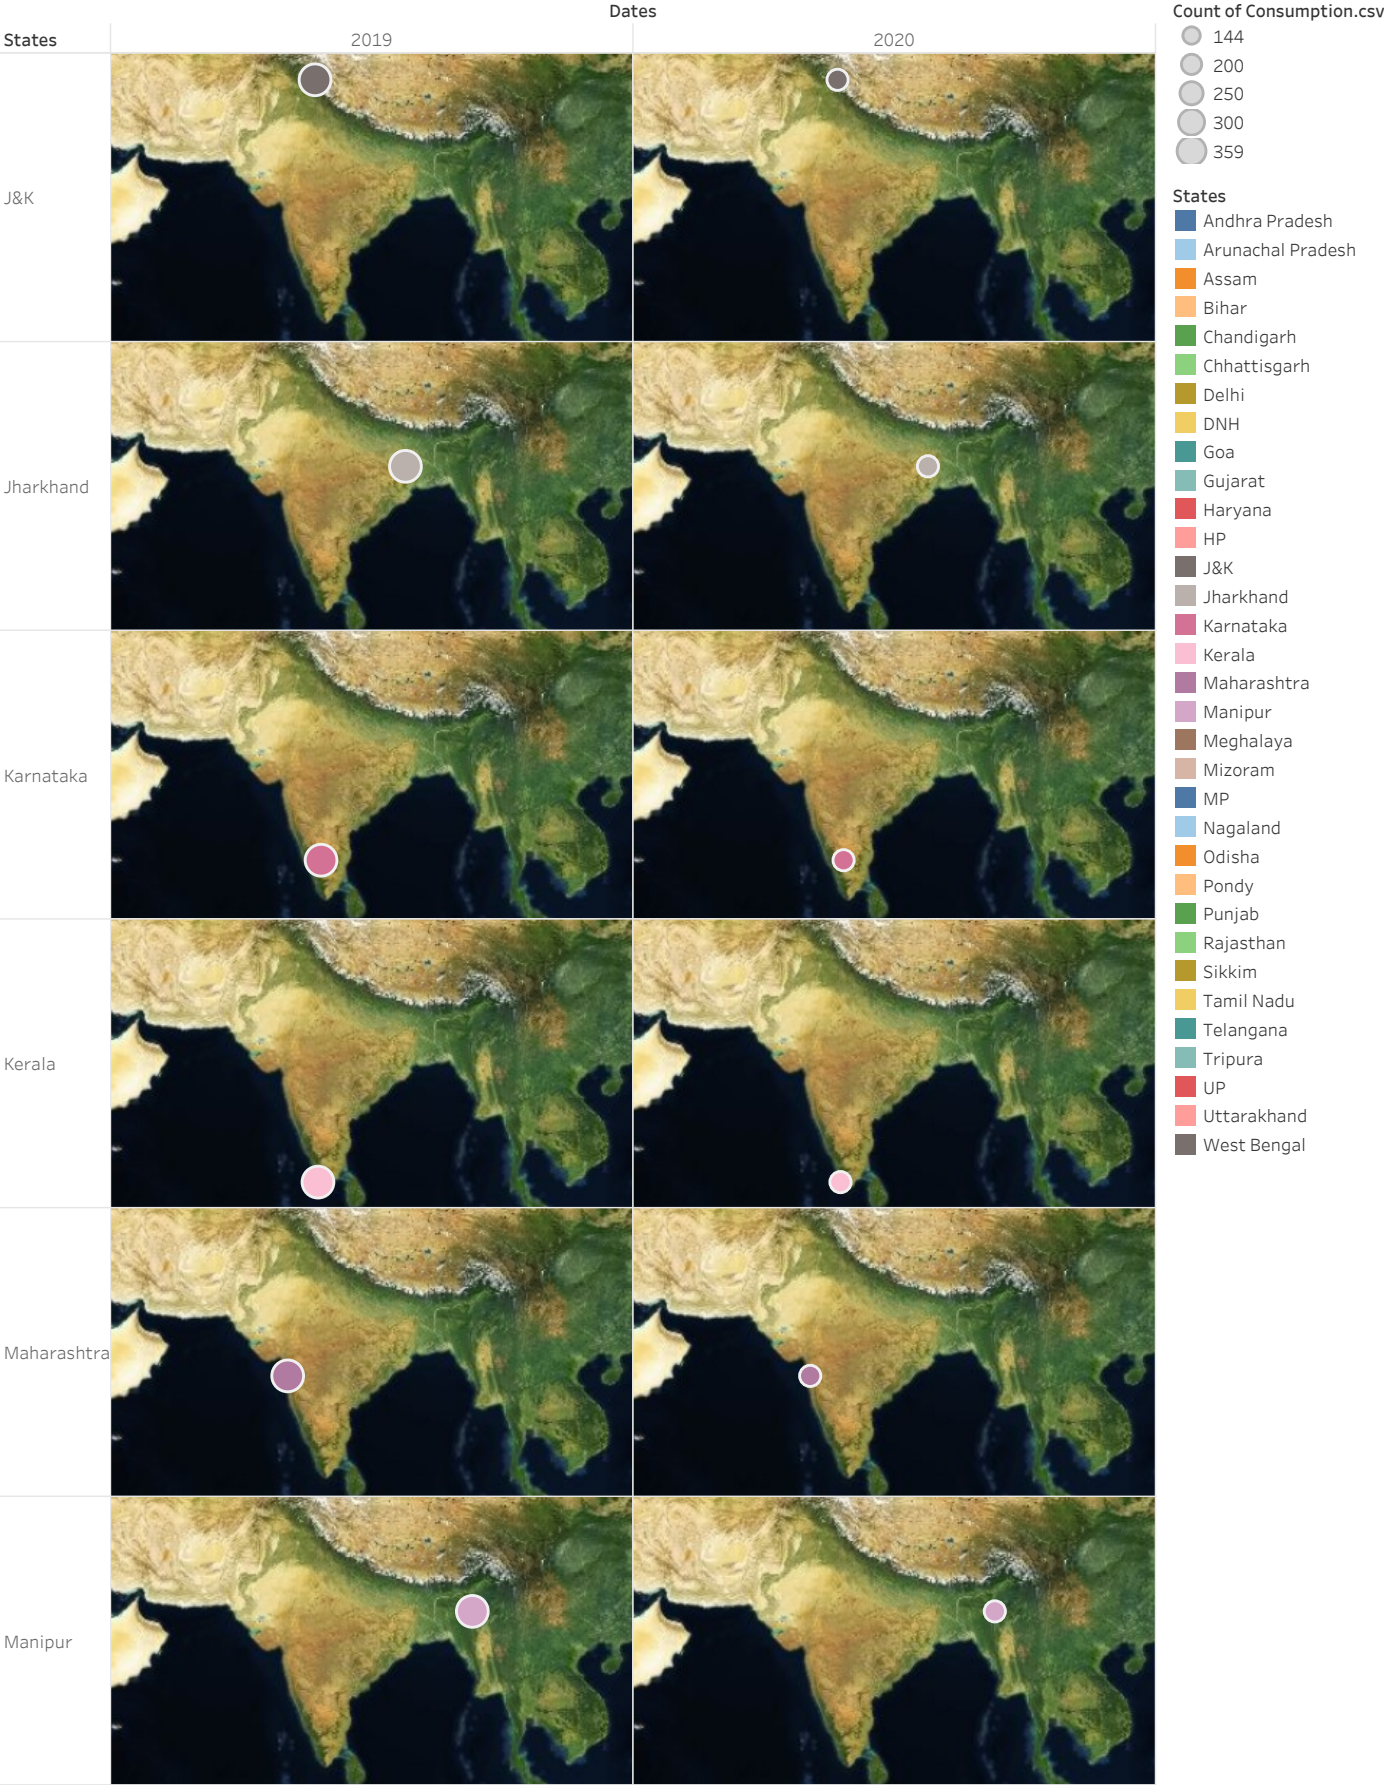 Dates
States
2019
2020
J&K
Jharkhand
Karnataka
Kerala
Maharashtra
Manipur
Count of Consumption.csv
144
200
250
300
359
States
Andhra Pradesh
Arunachal Pradesh
Assam
Bihar
Chandigarh
Chhattisgarh
Delhi
DNH
Goa
Gujarat
Haryana
HP
J&K
Jharkhand
Karnataka
Kerala
Maharashtra
Manipur
Meghalaya
Mizoram
MP
Nagaland
Odisha
Pondy
Punjab
Rajasthan
Sikkim
Tamil Nadu
Telangana
Tripura
UP
Uttarakhand
West Bengal